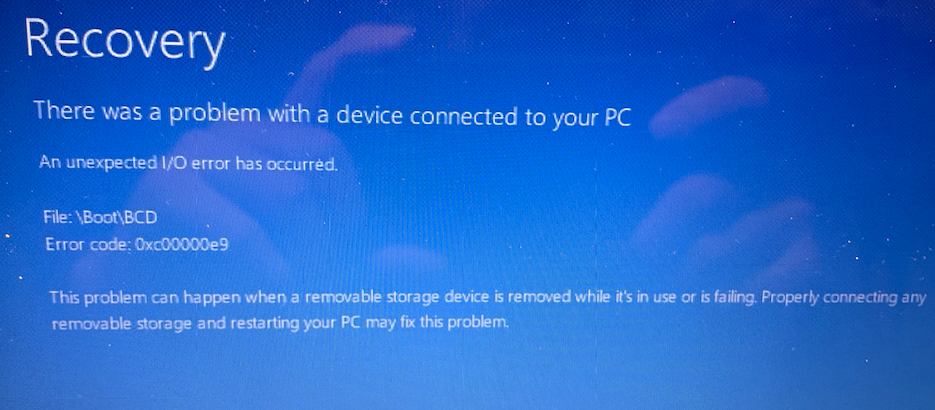 Recovery
There was a problem with a device connected to your PC
An unexpected I/O error has occurred.
File: \Boot\BCD
Error code: 0xc00000e9
This problem can happen when a removable storage device is removed while it's in use or is failing. Properly connecting any
removable storage and restarting your PC may fix this problem.